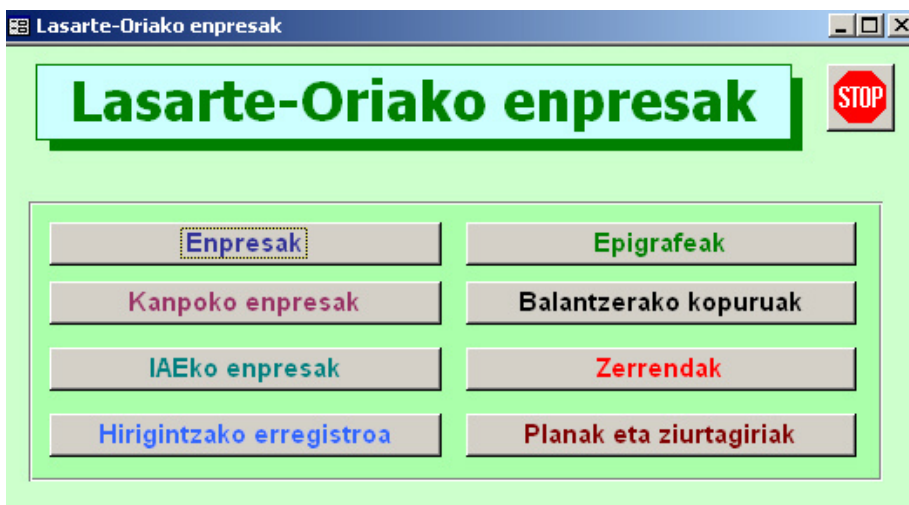 Lasarte-Oriako enpresak
Lasarte-Oriako enpresak
STOP
Enpresak
Epigrafeak
Kanpoko enpresak
Balantzerako kopuruak
IAEko enpresak
Zerrendak
Hirigintzako erregistroa
Planak eta ziurtagiriak